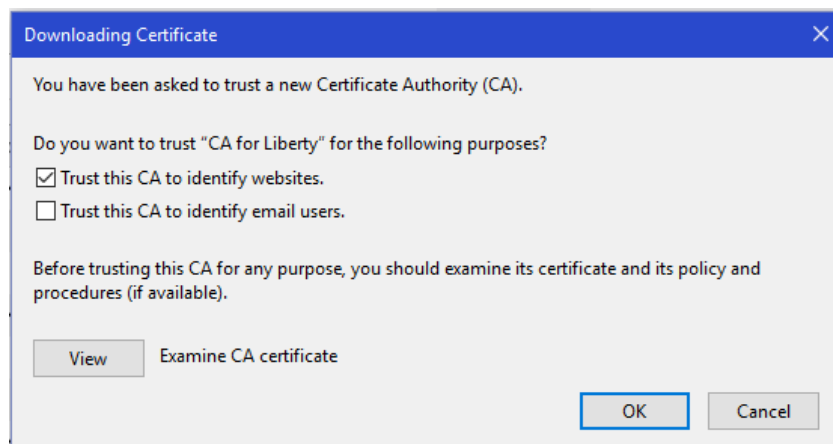 Downloading Certificate
You have been asked to trust a new Certificate Authority (CA).
Do you want to trust “CA for Liberty” for the following purposes?
Trust this CA to identify websites.
Trust this CA to identify email users.
Before trusting this CA for any purpose, you should examine its certificate and its policy and
procedures (if available).
View Examine CA certificate
OK Cancel